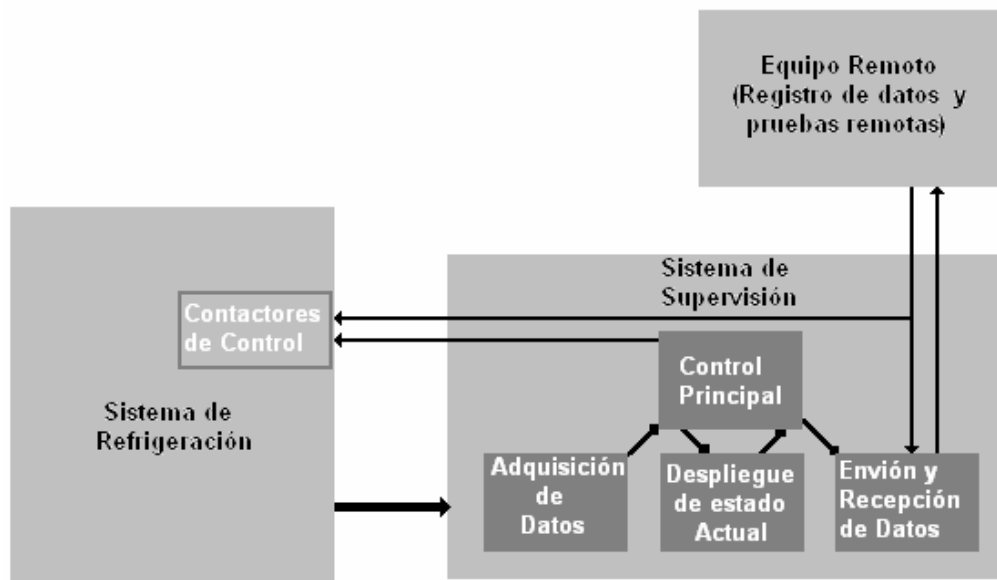 Equipo Remoto
(Registro de datos y
pruebas remotas)
Sistema de
Supervisión
Contactores
de Control
Control
Principal
Sistema de
Refrigeración
Adquisición
de
Datos
Despliegue
de estado
Actual
Envión y
Recepción
de Datos